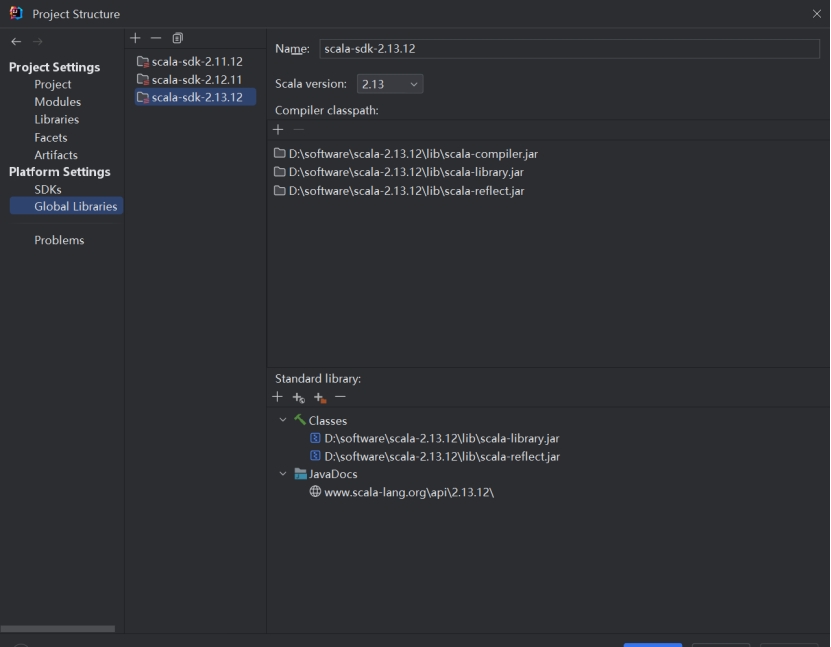 Project Structure
Project Settings
Project
Modules
Libraries
Facets
Artifacts
Platform Settings
SDKs
Global Libraries
Problems
scala-sdk-2.11.12
scala-sdk-2.12.11
scala-sdk-2.13.12
Name: scala-sdk-2.13.12
Scala version: 2.13
Compiler classpath:
D:\software\scala-2.13.12\lib\scala-compiler.jar
D:\software\scala-2.13.12\lib\scala-library.jar
D:\software\scala-2.13.12\lib\scala-reflect.jar
Standard library:
Classes
D:\software\scala-2.13.12\lib\scala-library.jar
D:\software\scala-2.13.12\lib\scala-reflect.jar
JavaDocs
www.scala-lang.org\api\2.13.12\